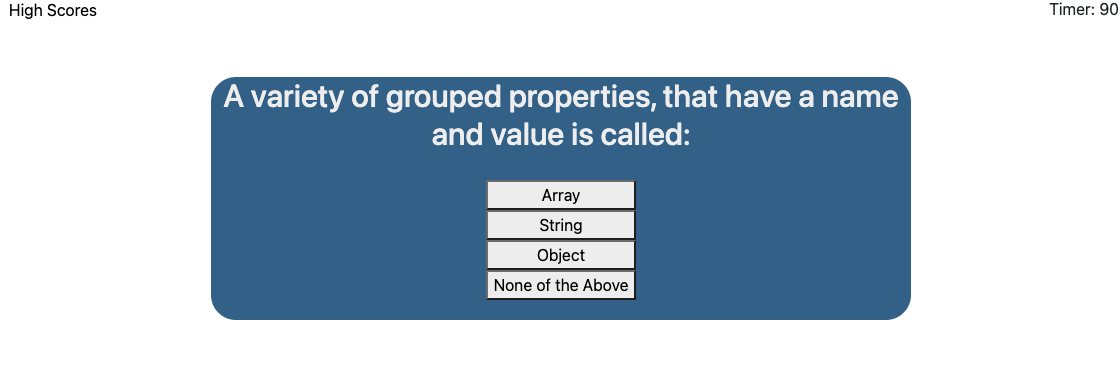 High Scores
Timer: 90
A variety of grouped properties, that have a name
and value is called:
Array
String
Object
None of the Above